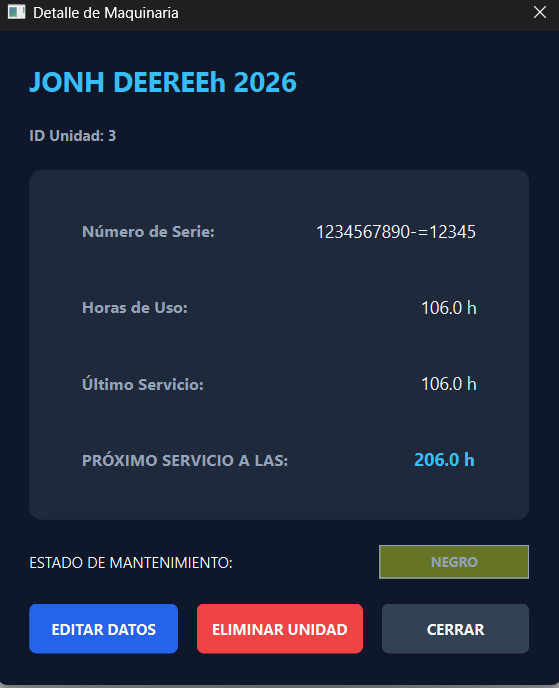 Detalle de Maquinaria
JONH DEEREEh 2026
ID Unidad: 3
Número de Serie: 1234567890-=12345
Horas de Uso: 106.0 h
Último Servicio: 106.0 h
PRÓXIMO SERVICIO A LAS: 206.0 h
ESTADO DE MANTENIMIENTO: NEGRO
EDITAR DATOS ELIMINAR UNIDAD CERRAR